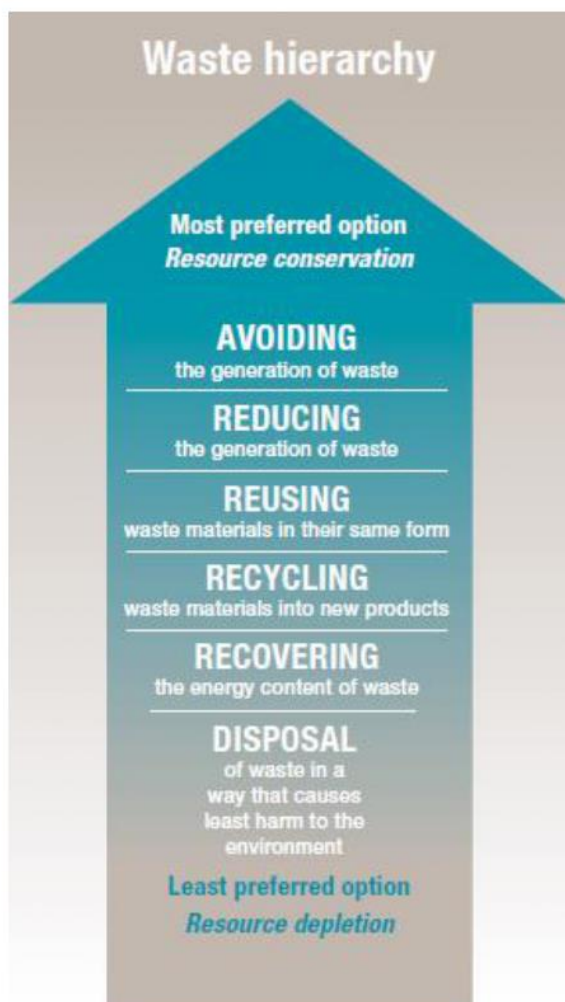 Waste hierarchy
Most preferred option
Resource conservation
AVOIDING
the generation of waste
REDUCING
the generation of waste
REUSING
waste materials in their same form
RECYCLING
waste materials into new products
RECOVERING
the energy content of waste
DISPOSAL
of waste in a
way that causes
least harm to the
environment
Least preferred option
Resource depletion